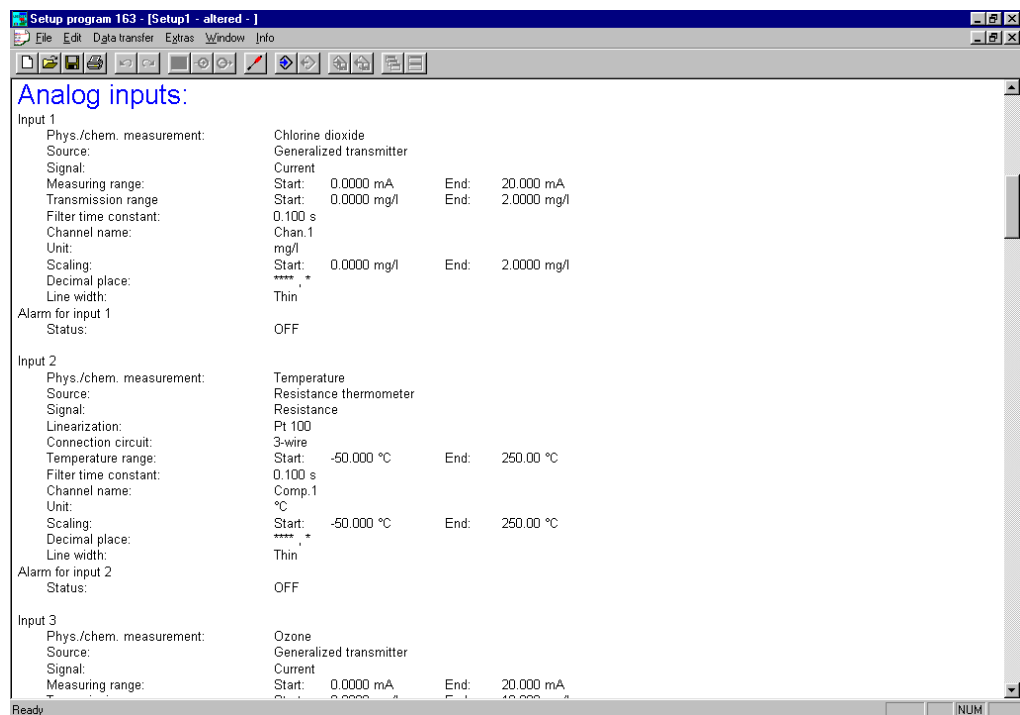 Setup program 163 - [Setup1 - altered - ]
File Edit Data transfer Extras Window Info
Analog inputs:
Input 1
Phys./chem. measurement: Chlorine dioxide
Source: Generalized transmitter
Signal: Current
Measuring range: Start: 0.0000 mA End: 20.000 mA
Transmission range Start: 0.0000 mg/l End: 2.0000 mg/l
Filter time constant: 0.100 s
Channel name: Chan.1
Unit: mg/l
Scaling: Start: 0.0000 mg/l End: 2.0000 mg/l
Decimal place: **** , *
Line width: Thin
Alarm for input 1
Status: OFF
Input 2
Phys./chem. measurement: Temperature
Source: Resistance thermometer
Signal: Resistance
Linearization: Pt 100
Connection circuit: 3-wire
Temperature range: Start: -50.000 °C End: 250.00 °C
Filter time constant: 0.100 s
Channel name: Comp.1
Unit: °C
Scaling: Start: -50.000 °C End: 250.00 °C
Decimal place: **** , *
Line width: Thin
Alarm for input 2
Status: OFF
Input 3
Phys./chem. measurement: Ozone
Source: Generalized transmitter
Signal: Current
Measuring range: Start: 0.0000 mA End: 20.000 mA
Ready NUM